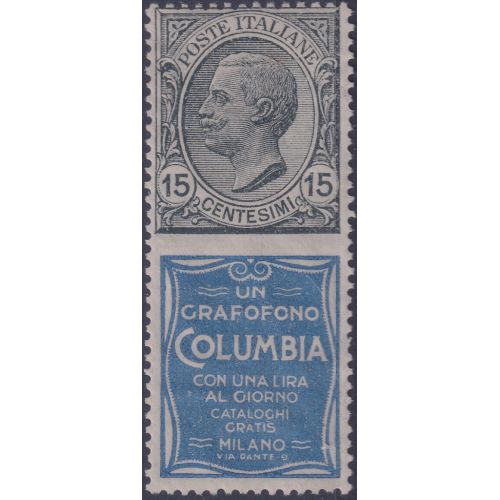 POSTE ITALIANE
15 15
CENTESIMI
UN
GRAFOFONO
COLUMBIA
CON UNA LIRA
AL GIORNO
CATALOGHI
GRATIS
MILANO
VIA DANTE 9